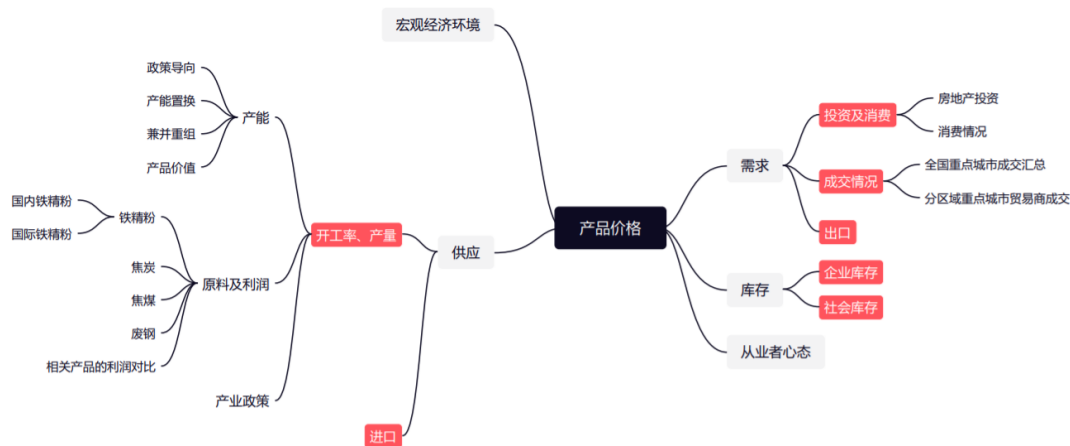 宏观经济环境
政策导向
产能置换
兼并重组
产品价值
产能
国内铁精粉
国际铁精粉
铁精粉
焦炭
焦煤
废钢
相关产品的利润对比
原料及利润
产业政策
开工率、产量
进口
供应
产品价格
需求
投资及消费
房地产投资
消费情况
成交情况
全国重点城市成交汇总
分区域重点城市贸易商成交
出口
库存
企业库存
社会库存
从业者心态